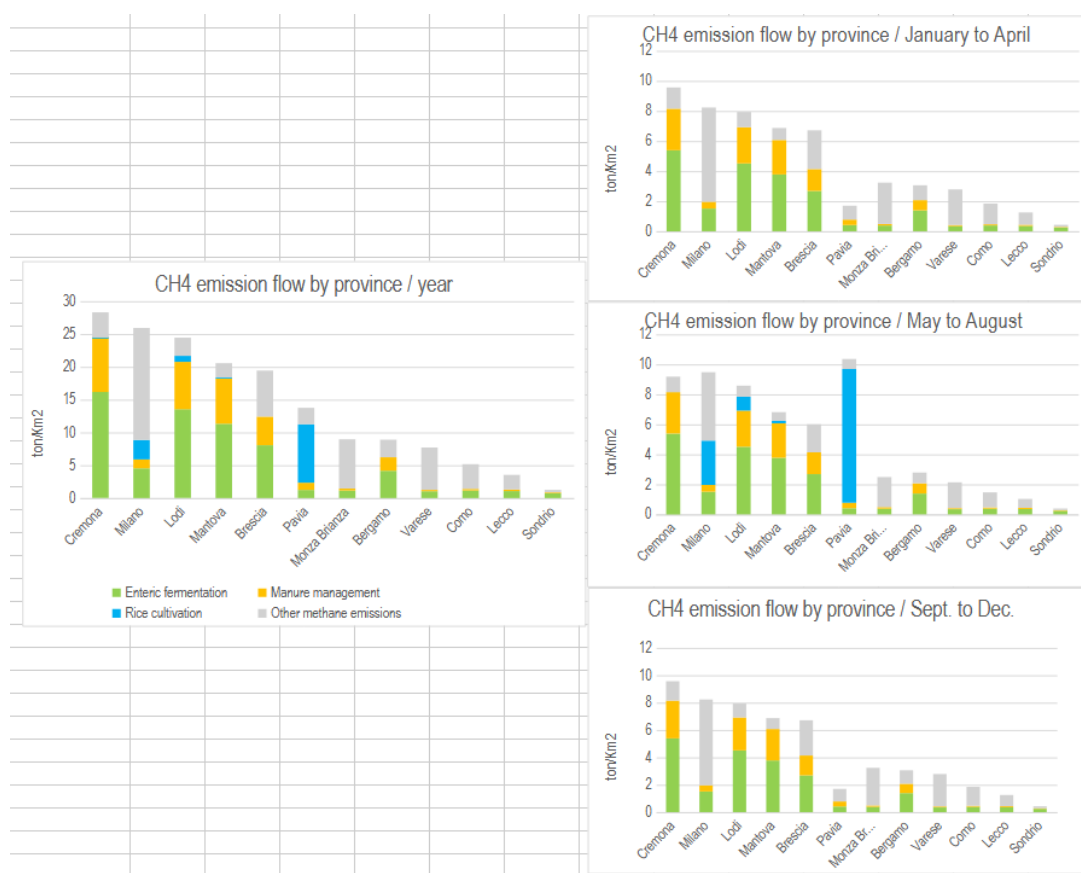 CH4 emission flow by province / year
30
25
20
15
10
5
0
ton/Km2
Cremona
Milano
Lodi
Mantova
Brescia
Pavia
Monza Brianza
Bergamo
Varese
Como
Lecco
Sondrio
Enteric fermentation
Manure management
Rice cultivation
Other methane emissions
CH4 emission flow by province / January to April
12
10
8
6
4
2
0
ton/Km2
Cremona
Milano
Lodi
Mantova
Brescia
Pavia
Monza Bri...
Bergamo
Varese
Como
Lecco
Sondrio
CH4 emission flow by province / May to August
12
10
8
6
4
2
0
ton/Km2
Cremona
Milano
Lodi
Mantova
Brescia
Pavia
Monza Bri...
Bergamo
Varese
Como
Lecco
Sondrio
CH4 emission flow by province / Sept. to Dec.
12
10
8
6
4
2
0
ton/Km2
Cremona
Milano
Lodi
Mantova
Brescia
Pavia
Monza Br...
Bergamo
Varese
Como
Lecco
Sondrio